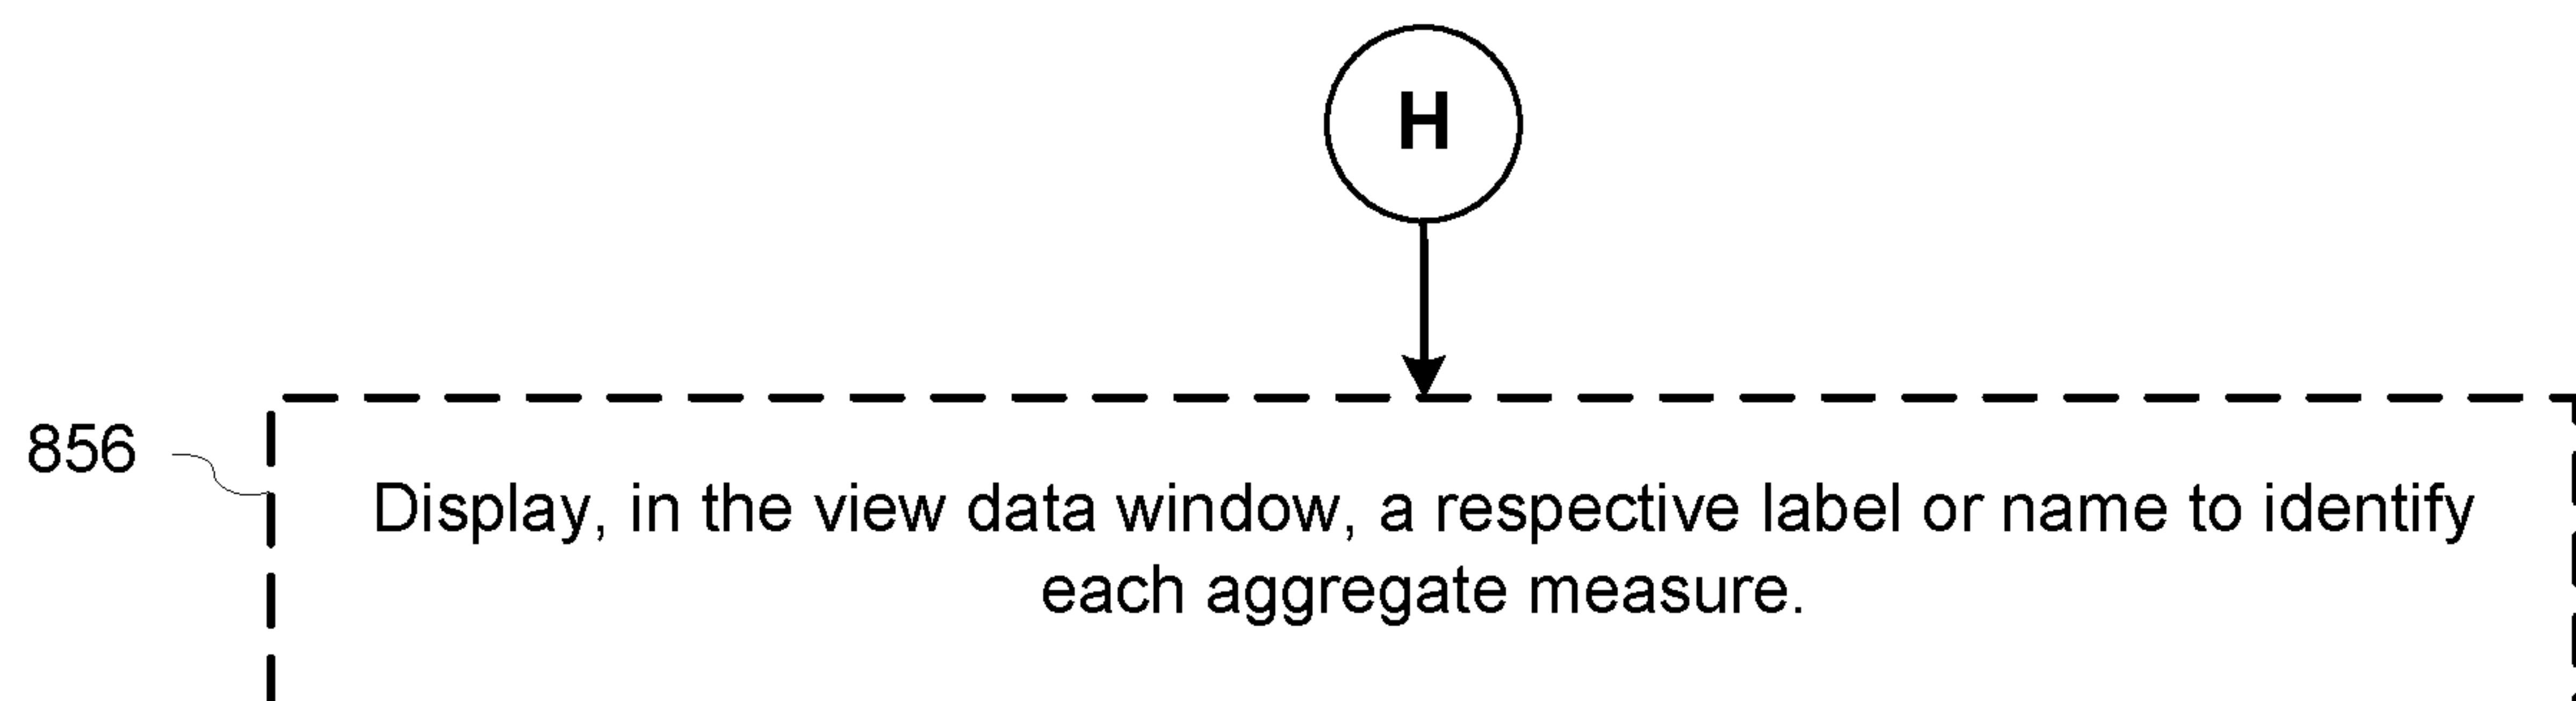 H
856
Display, in the view data window, a respective label or name to identify
each aggregate measure.